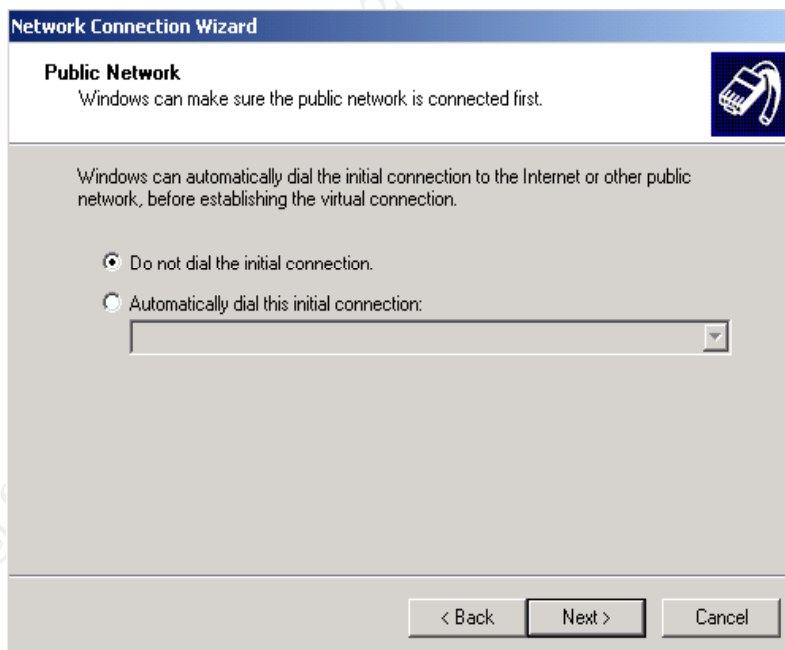 Network Connection Wizard
Public Network
Windows can make sure the public network is connected first.
Windows can automatically dial the initial connection to the Internet or other public
network, before establishing the virtual connection.
Do not dial the initial connection.
Automatically dial this initial connection:
< Back
Next >
Cancel